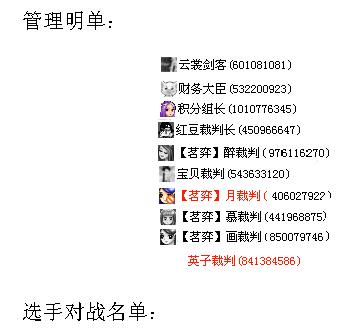 管理明单：
云裳剑客(601081081)
财务大臣(532200923)
积分组长(1010776345)
红豆裁判长(450966647)
【茗弈】醉裁判(976116270)
宝贝裁判(543633120)
【茗弈】月裁判( 406027922)
【茗弈】慕裁判(441968875)
【茗弈】画裁判(850079746)
英子裁判(841384586)
选手对战名单：